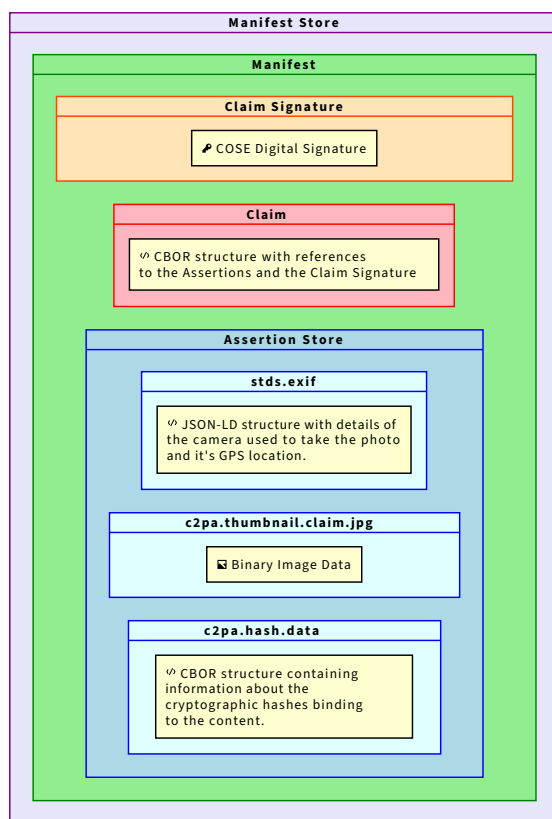 Manifest Store
Manifest
Claim Signature
COSE Digital Signature
Claim
CBOR structure with references
to the Assertions and the Claim Signature
Assertion Store
stds.exif
JSON-LD structure with details of
the camera used to take the photo
and it's GPS location.
c2pa.thumbnail.claim.jpg
Binary Image Data
c2pa.hash.data
CBOR structure containing
information about the
cryptographic hashes binding
to the content.